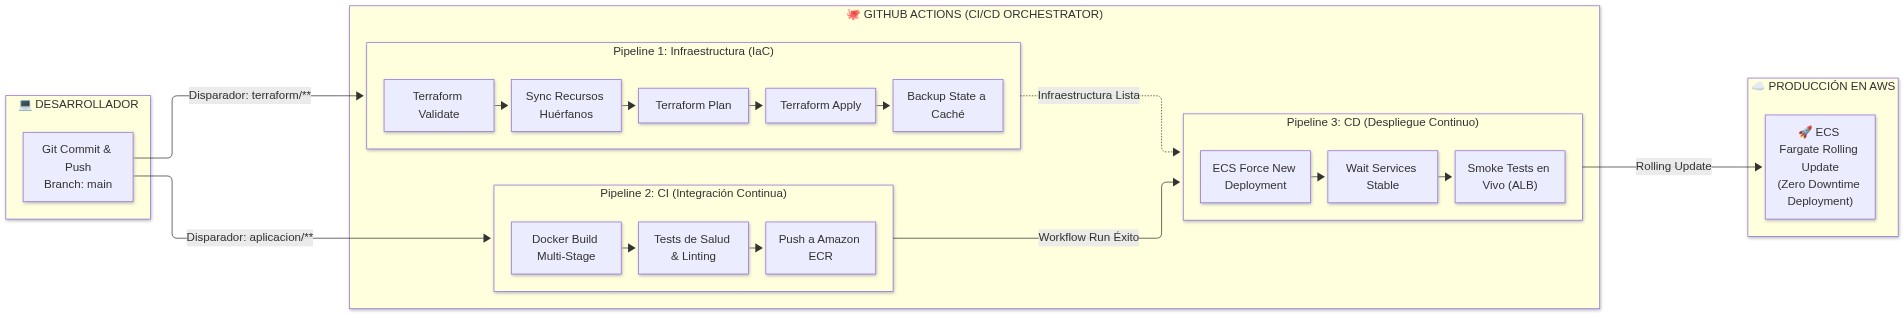 🐙 GITHUB ACTIONS (CI/CD ORCHESTRATOR)
💻 DESARROLLADOR
Git Commit &
Push
Branch: main
Disparador: terraform/**
Disparador: aplicacion/**
Pipeline 1: Infraestructura (IaC)
Terraform
Validate
Sync Recursos
Huérfanos
Terraform Plan
Terraform Apply
Backup State a
Caché
Pipeline 2: CI (Integración Continua)
Docker Build
Multi-Stage
Tests de Salud
& Linting
Push a Amazon
ECR
Infraestructura Lista
Workflow Run Éxito
Pipeline 3: CD (Despliegue Continuo)
ECS Force New
Deployment
Wait Services
Stable
Smoke Tests en
Vivo (ALB)
Rolling Update
☁️ PRODUCCIÓN EN AWS
🚀 ECS
Fargate Rolling
Update
(Zero Downtime
Deployment)